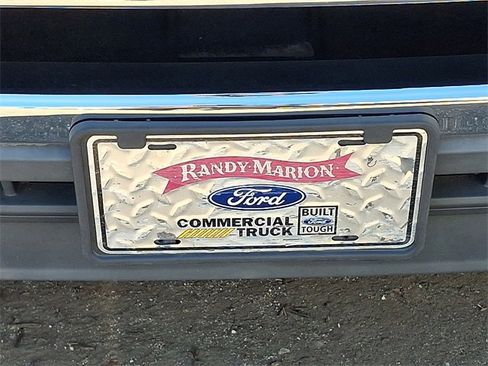 RANDY MARION
Ford
COMMERCIAL
TRUCK
BUILT
Ford
TOUGH